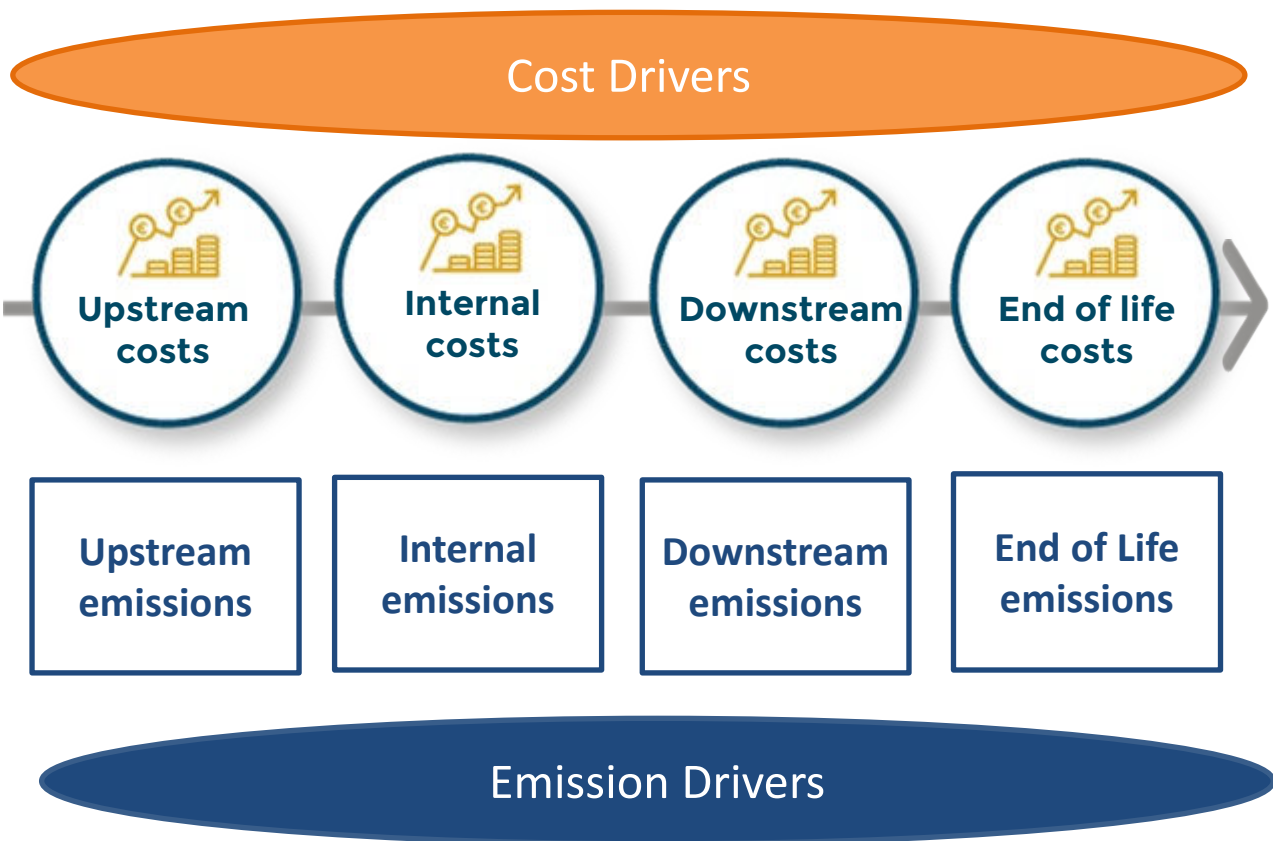 Cost Drivers
Upstream
costs
Internal
costs
Downstream
costs
End of life
costs
Upstream
emissions
Internal
emissions
Downstream
emissions
End of Life
emissions
Emission Drivers